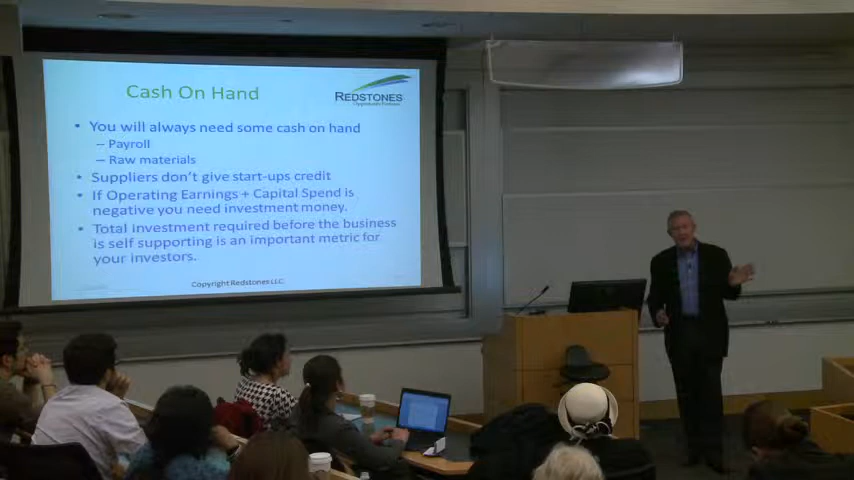 Cash On Hand
REDSTONES
• You will always need some cash on hand
– Payroll
– Raw materials
• Suppliers don't give start-ups credit
• If Operating Earnings + Capital Spend is
negative you need investment money.
• Total investment required before the business
is self supporting is an important metric for
your investors.
Copyright Redstones LLC